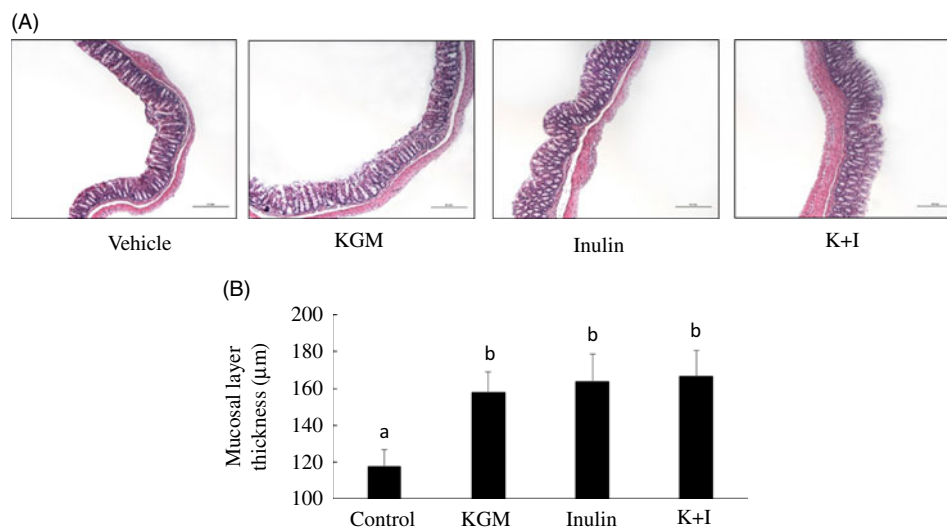 (A)
Vehicle KGM Inulin K+I
(B)
Mucosal layer
thickness (μm)
200
180
160
140
120
100
a b b b
Control KGM Inulin K+I